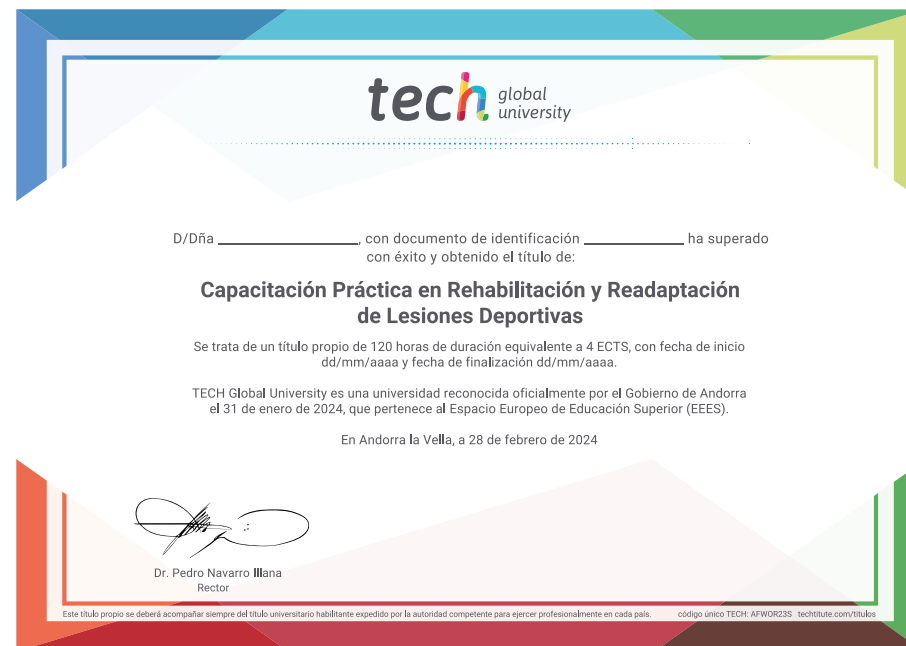 tech global university
D/Dña ____________________, con documento de identificación ______________ ha superado
con éxito y obtenido el título de:
Capacitación Práctica en Rehabilitación y Readaptación
de Lesiones Deportivas
Se trata de un título propio de 120 horas de duración equivalente a 4 ECTS, con fecha de inicio
dd/mm/aaaa y fecha de finalización dd/mm/aaaa.
TECH Global University es una universidad reconocida oficialmente por el Gobierno de Andorra
el 31 de enero de 2024, que pertenece al Espacio Europeo de Educación Superior (EEES).
En Andorra la Vella, a 28 de febrero de 2024
Dr. Pedro Navarro Illana
Rector
Este título propio se deberá acompañar siempre del título universitario habilitante expedido por la autoridad competente para ejercer profesionalmente en cada país. código único TECH: AFWOR23S techtitute.com/titulos